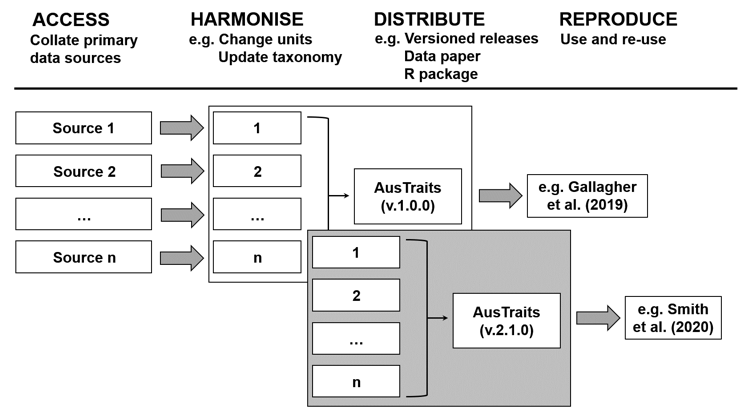 ACCESS
Collate primary
data sources
HARMONISE
e.g. Change units
Update taxonomy
DISTRIBUTE
e.g. Versioned releases
Data paper
R package
REPRODUCE
Use and re-use
Source 1
Source 2
...
Source n
1
2
...
n
AusTraits
(v.1.0.0)
e.g. Gallagher
et al. (2019)
1
2
...
n
AusTraits
(v.2.1.0)
e.g. Smith
et al. (2020)